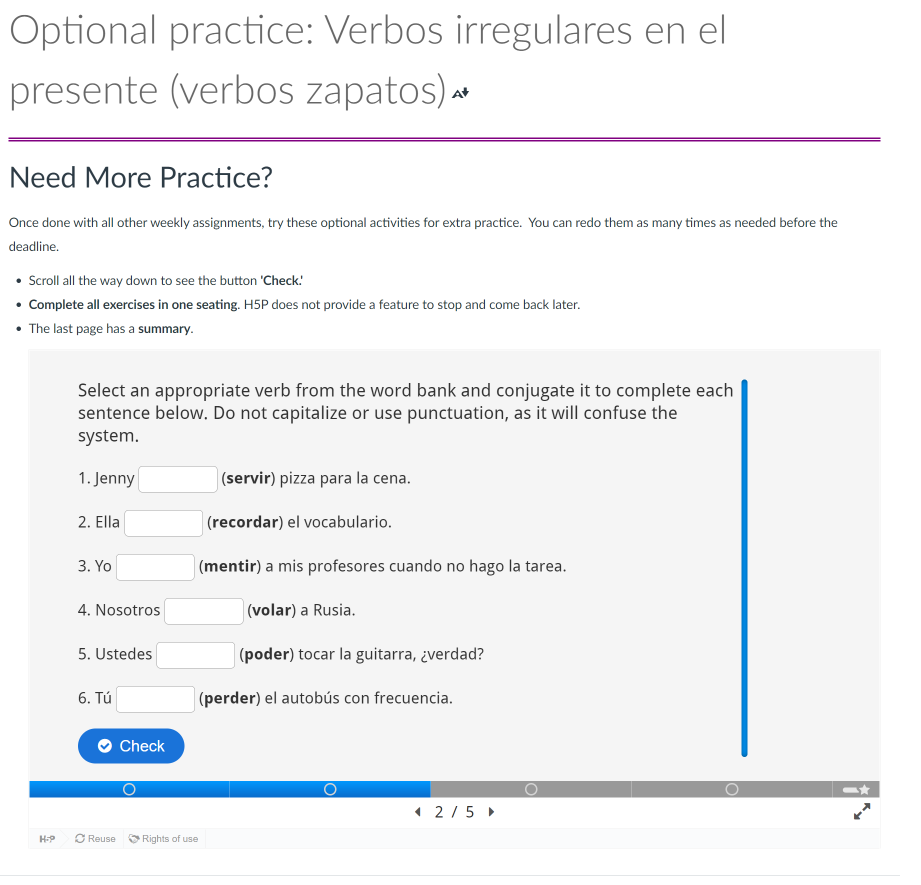 Optional practice: Verbos irregulares en el
presente (verbos zapatos)
Need More Practice?
Once done with all other weekly assignments, try these optional activities for extra practice.  You can redo them as many times as needed before the
deadline.
• Scroll all the way down to see the button 'Check.'
• Complete all exercises in one seating. H5P does not provide a feature to stop and come back later.
• The last page has a summary.
Select an appropriate verb from the word bank and conjugate it to complete each
sentence below. Do not capitalize or use punctuation, as it will confuse the
system.
1. Jenny (servir) pizza para la cena.
2. Ella (recordar) el vocabulario.
3. Yo (mentir) a mis profesores cuando no hago la tarea.
4. Nosotros (volar) a Rusia.
5. Ustedes (poder) tocar la guitarra, ¿verdad?
6. Tú (perder) el autobús con frecuencia.
Check
2 / 5
H5P Reuse Rights of use